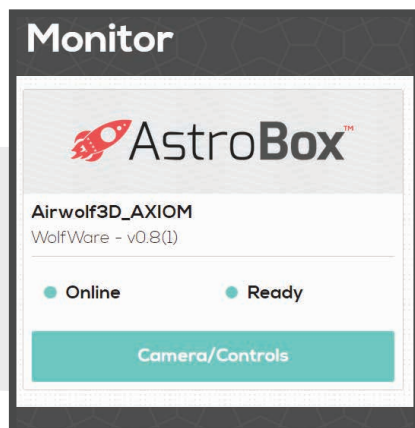 Monitor
AstroBox™
Airwolf3D_AXIOM
WolfWare - v0.8(1)
Online Ready
Camera/Controls